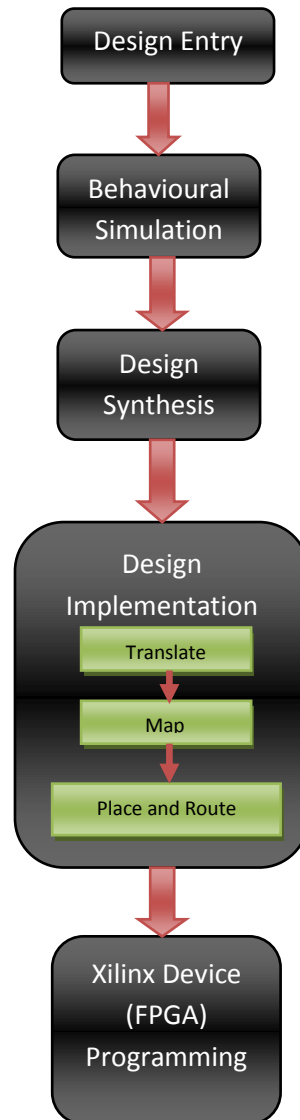 Design Entry
Behavioural
Simulation
Design
Synthesis
Design
Implementation
Translate
Map
Place and Route
Xilinx Device
(FPGA)
Programming